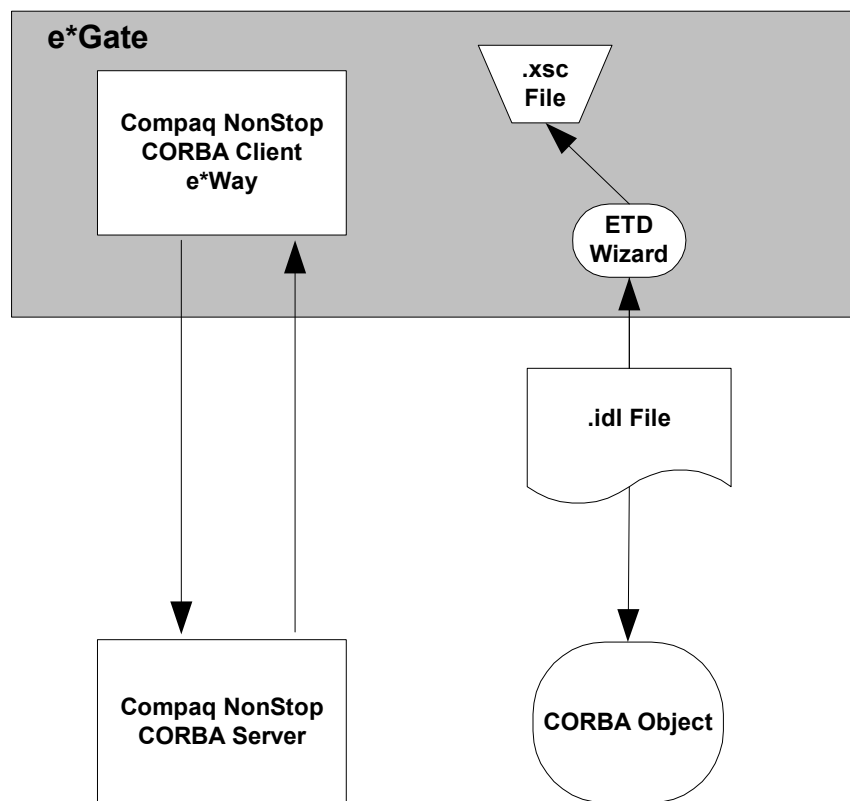 e*Gate
.xsc
File
Compaq NonStop
CORBA Client
e*Way
ETD
Wizard
.idl File
Compaq NonStop
CORBA Server
CORBA Object